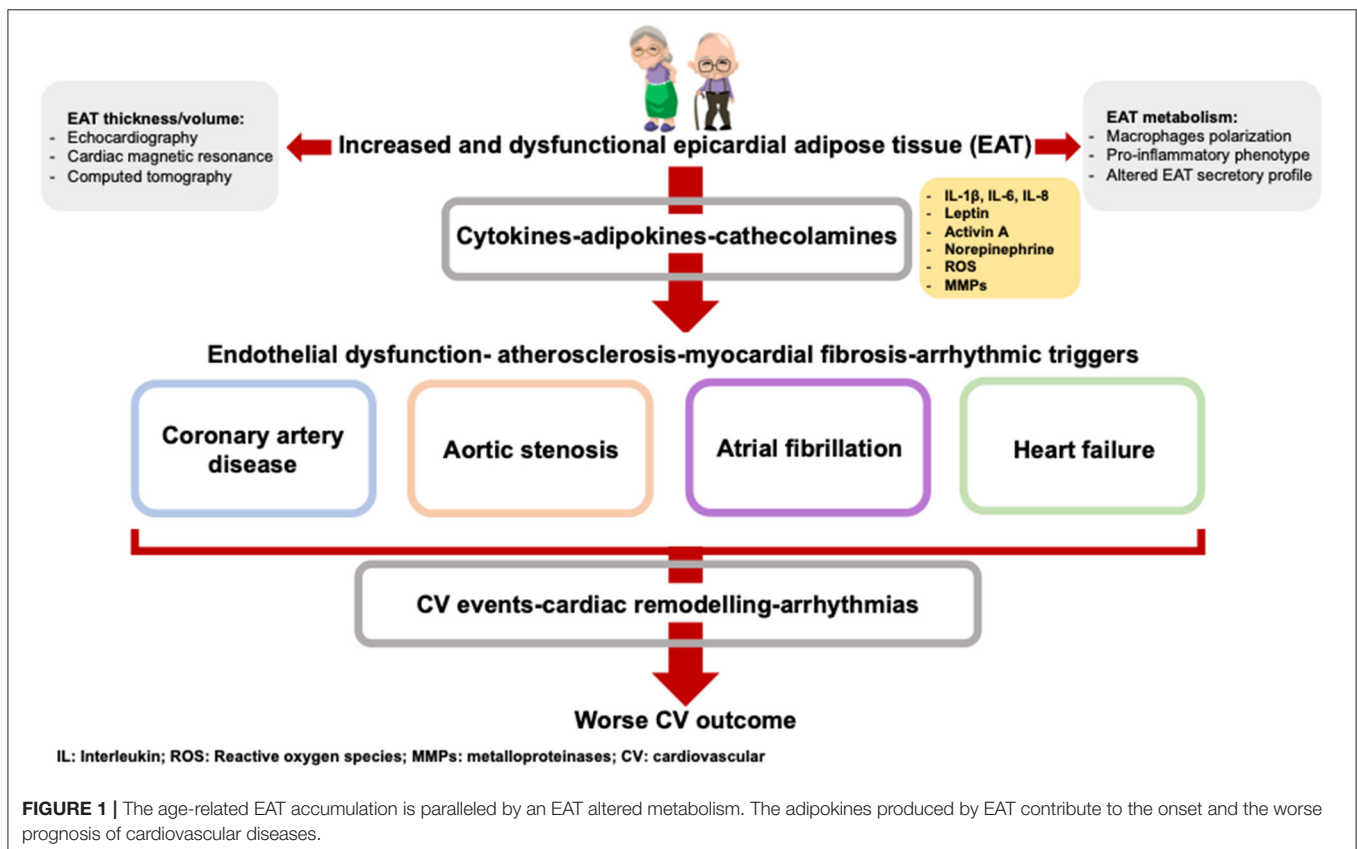 EAT thickness/volume:
- Echocardiography
- Cardiac magnetic resonance
- Computed tomography
Increased and dysfunctional epicardial adipose tissue (EAT)
EAT metabolism:
- Macrophages polarization
- Pro-inflammatory phenotype
- Altered EAT secretory profile
Cytokines-adipokines-cathecolamines
- IL-1β, IL-6, IL-8
- Leptin
- Activin A
- Norepinephrine
- ROS
- MMPs
Endothelial dysfunction- atherosclerosis-myocardial fibrosis-arrhythmic triggers
Coronary artery
disease
Aortic stenosis
Atrial fibrillation
Heart failure
CV events-cardiac remodelling-arrhythmias
Worse CV outcome
IL: Interleukin; ROS: Reactive oxygen species; MMPs: metalloproteinases; CV: cardiovascular
FIGURE 1 | The age-related EAT accumulation is paralleled by an EAT altered metabolism. The adipokines produced by EAT contribute to the onset and the worse
prognosis of cardiovascular diseases.